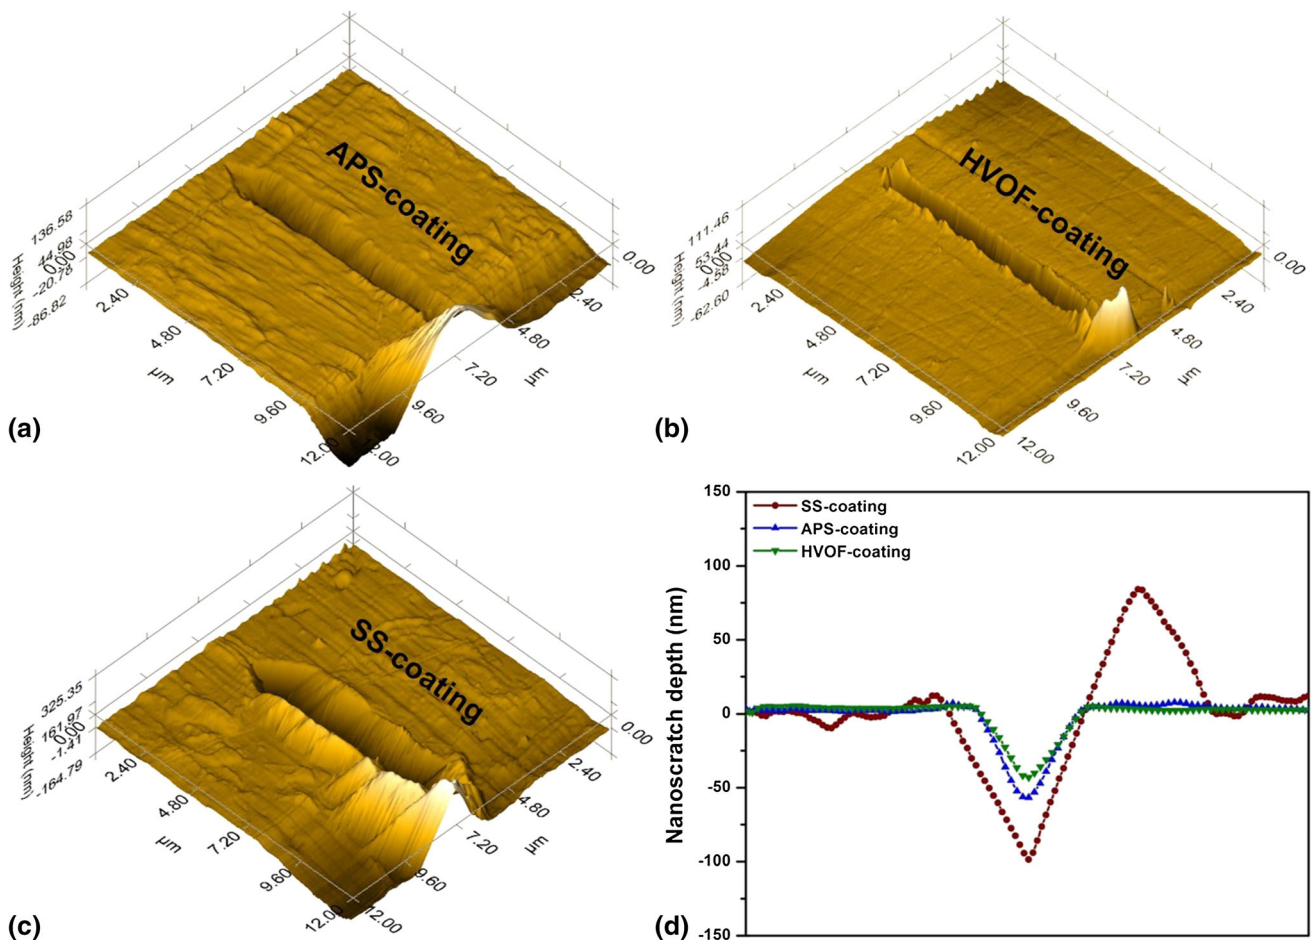 APS-coating
136.58
44.98
0.00
-20.78
-86.82
Height (nm)
2.40
4.80
µm
7.20
9.60
12.00
12.00
9.60
7.20
µm
4.80
2.40
0.00
(a)
HVOF-coating
111.46
53.44
0.00
-4.58
-62.60
Height (nm)
2.40
4.80
µm
7.20
9.60
12.00
12.00
9.60
7.20
µm
4.80
2.40
0.00
(b)
SS-coating
325.35
161.97
0.00
-1.41
-164.79
Height (nm)
2.40
4.80
µm
7.20
9.60
12.00
12.00
9.60
7.20
µm
4.80
2.40
0.00
(c)
150
100
50
0
-50
-100
-150
Nanoscratch depth (nm)
SS-coating
APS-coating
HVOF-coating
(d)